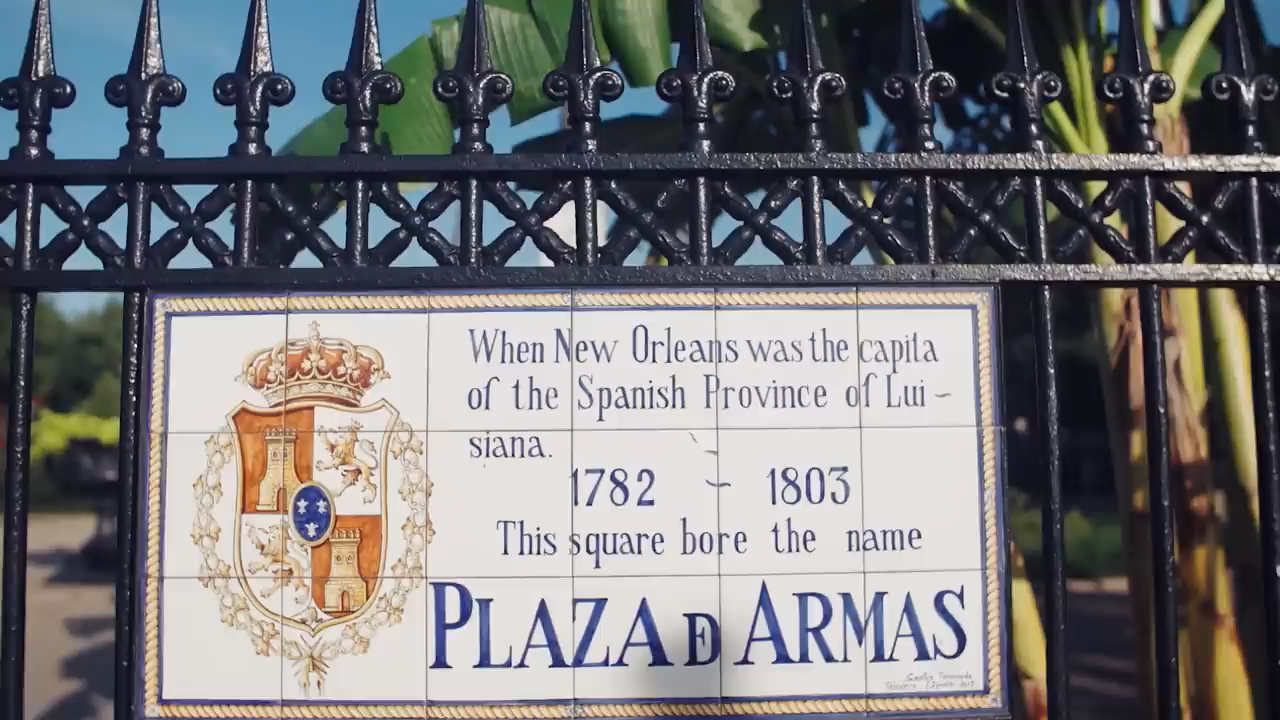 When New Orleans was the capita
of the Spanish Province of Lui-
siana.
1782 - 1803
This square bore the name
PLAZA DE ARMAS